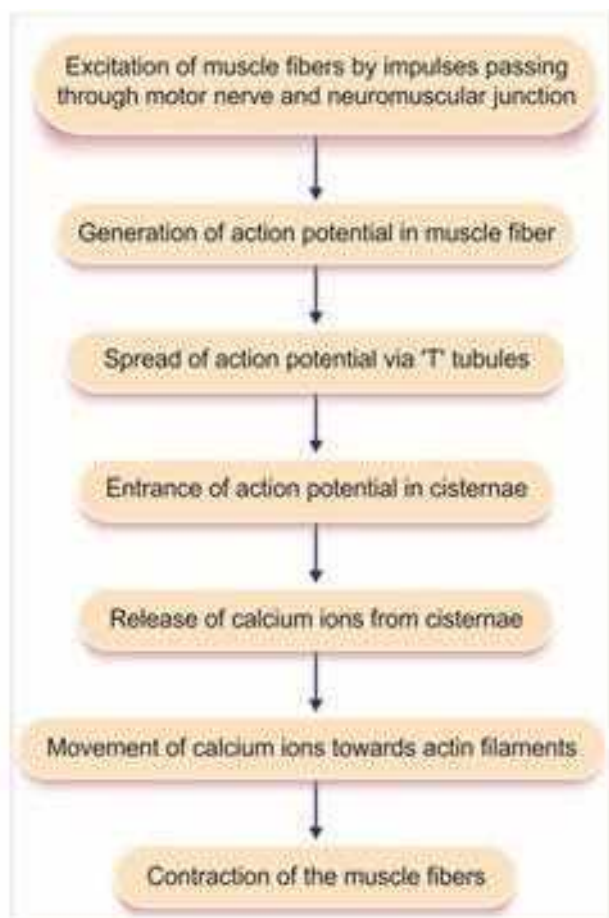 Excitation of muscle fibers by impulses passing
through motor nerve and neuromuscular junction
Generation of action potential in muscle fiber
Spread of action potential via 'T' tubules
Entrance of action potential in cisternae
Release of calcium ions from cisternae
Movement of calcium ions towards actin filaments
Contraction of the muscle fibers